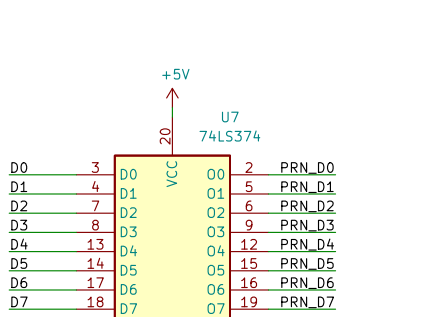 +5V
U7
74LS374
20
VCC
D0 3 D0 O0 2 PRN_D0
D1 4 D1 O1 5 PRN_D1
D2 7 D2 O2 6 PRN_D2
D3 8 D3 O3 9 PRN_D3
D4 13 D4 O4 12 PRN_D4
D5 14 D5 O5 15 PRN_D5
D6 17 D6 O6 16 PRN_D6
D7 18 D7 O7 19 PRN_D7